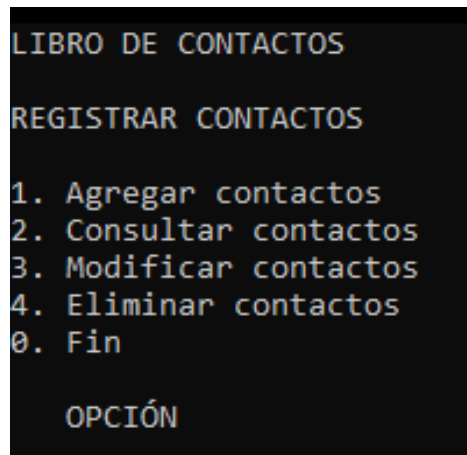 LIBRO DE CONTACTOS
REGISTRAR CONTACTOS
1. Agregar contactos
2. Consultar contactos
3. Modificar contactos
4. Eliminar contactos
0. Fin
OPCIÓN